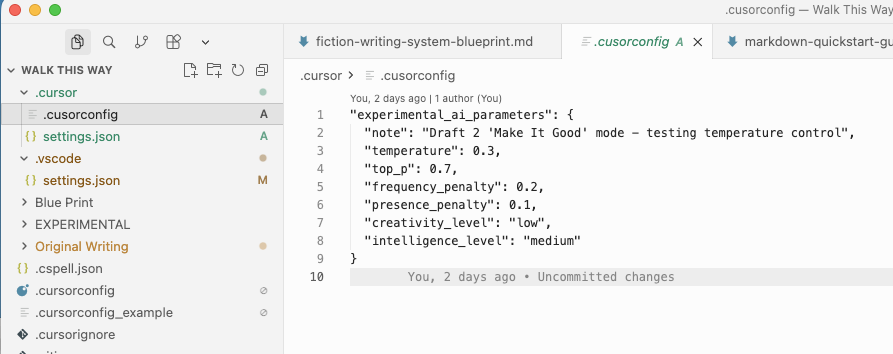 .cusorconfig — Walk This Way
fiction-writing-system-blueprint.md
.cusorconfig A
markdown-quickstart-gu
WALK THIS WAY
.cursor > .cusorconfig
.cursor
.cusorconfig A
settings.json A
.vscode
settings.json M
Blue Print
EXPERIMENTAL
Original Writing
.cspell.json
.cursorconfig
.cursorconfig_example
.cursorignore
You, 2 days ago | 1 author (You)
1 "experimental_ai_parameters": {
2 "note": "Draft 2 'Make It Good' mode – testing temperature control",
3 "temperature": 0.3,
4 "top_p": 0.7,
5 "frequency_penalty": 0.2,
6 "presence_penalty": 0.1,
7 "creativity_level": "low",
8 "intelligence_level": "medium"
9 }
10 You, 2 days ago • Uncommitted changes